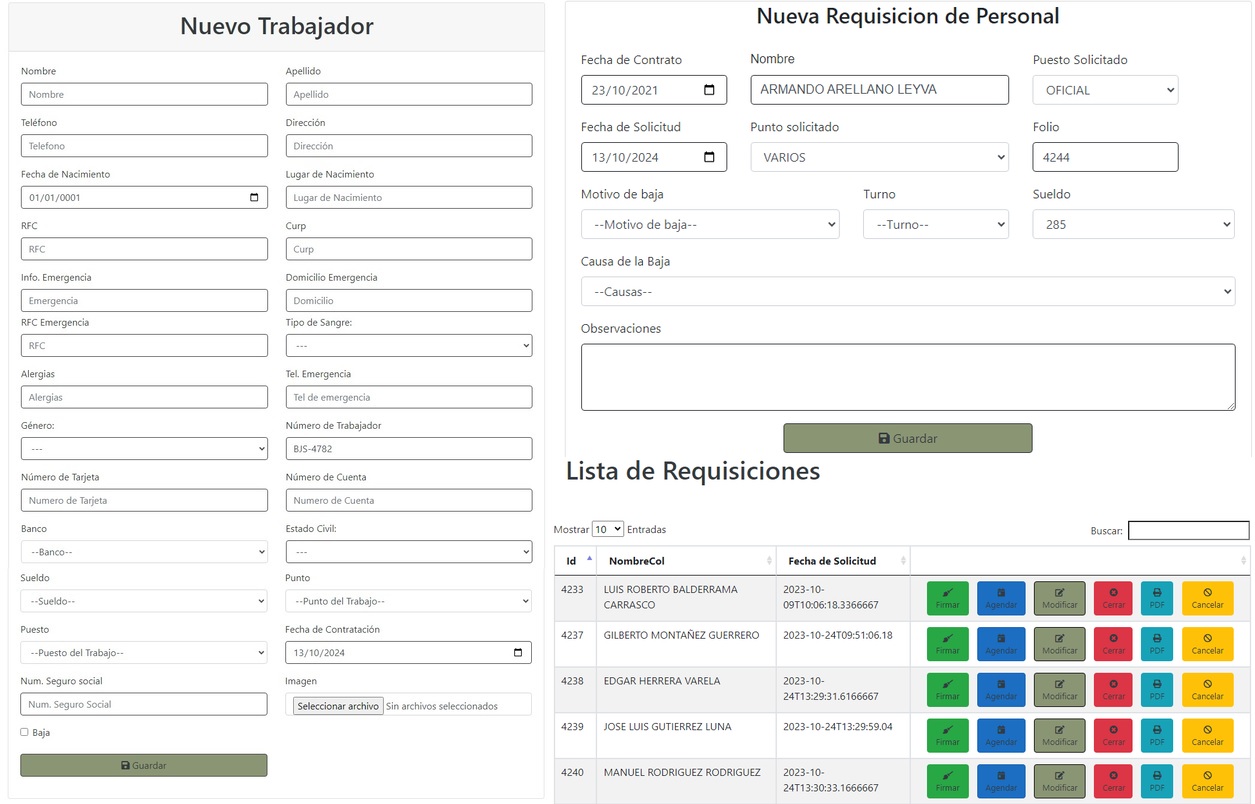 Nuevo Trabajador
Nombre Apellido
Nombre Apellido
Teléfono Dirección
Telefono Dirección
Fecha de Nacimiento Lugar de Nacimiento
01/01/0001 Lugar de Nacimiento
RFC Curp
RFC Curp
Info. Emergencia Domicilio Emergencia
Emergencia Domicilio
RFC Emergencia Tipo de Sangre:
RFC ---
Alergias Tel. Emergencia
Alergias Tel de emergencia
Género: Número de Trabajador
--- BJS-4782
Número de Tarjeta Número de Cuenta
Numero de Tarjeta Numero de Cuenta
Banco Estado Civil:
--Banco-- ---
Sueldo Punto
--Sueldo-- --Punto del Trabajo--
Puesto Fecha de Contratación
--Puesto del Trabajo-- 13/10/2024
Num. Seguro social Imagen
Num. Seguro Social Seleccionar archivo Sin archivos seleccionados
Baja
Guardar
Nueva Requisicion de Personal
Fecha de Contrato Nombre Puesto Solicitado
23/10/2021 ARMANDO ARELLANO LEYVA OFICIAL
Fecha de Solicitud Punto solicitado Folio
13/10/2024 VARIOS 4244
Motivo de baja Turno Sueldo
--Motivo de baja-- --Turno-- 285
Causa de la Baja
--Causas--
Observaciones
Guardar
Lista de Requisiciones
Mostrar 10 Entradas Buscar:
Id NombreCol Fecha de Solicitud
4233 LUIS ROBERTO BALDERRAMA 2023-10-
CARRASCO 09T10:06:18.3366667
Firmar Agendar Modificar Cerrar PDF Cancelar
4237 GILBERTO MONTAÑEZ GUERRERO 2023-10-24T09:51:06.18
Firmar Agendar Modificar Cerrar PDF Cancelar
4238 EDGAR HERRERA VARELA 2023-10-
24T13:29:31.6166667
Firmar Agendar Modificar Cerrar PDF Cancelar
4239 JOSE LUIS GUTIERREZ LUNA 2023-10-24T13:29:59.04
Firmar Agendar Modificar Cerrar PDF Cancelar
4240 MANUEL RODRIGUEZ RODRIGUEZ 2023-10-
24T13:30:33.1666667
Firmar Agendar Modificar Cerrar PDF Cancelar